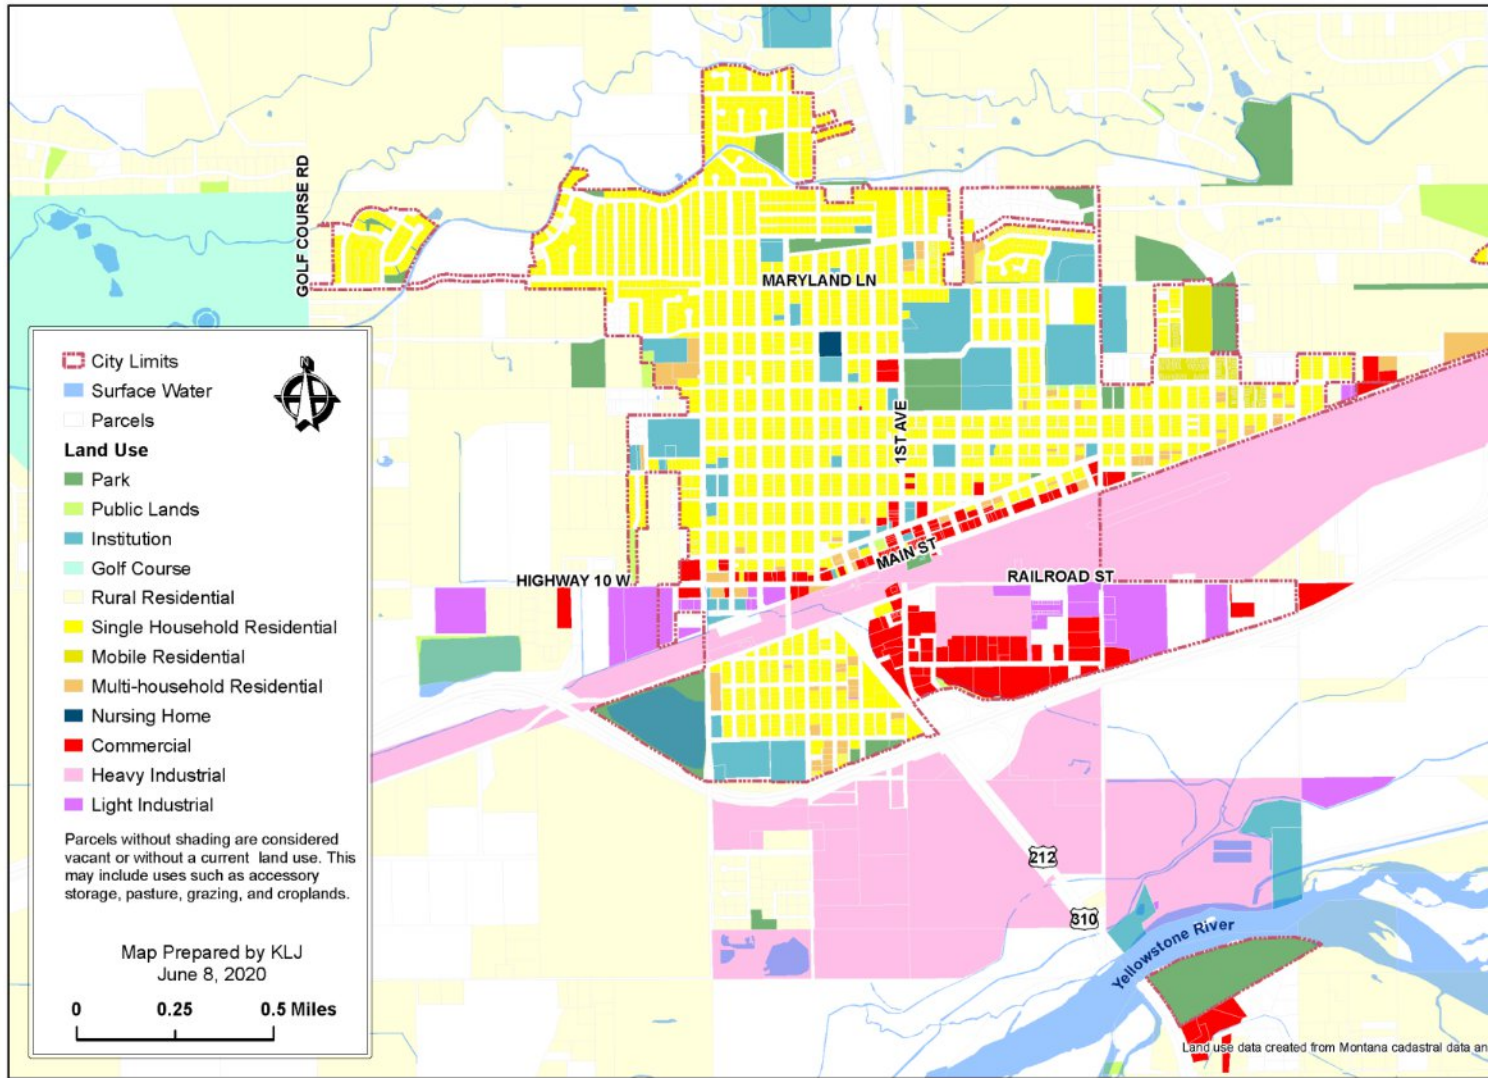 GOLF COURSE RD
MARYLAND LN
1ST AVE
MAIN ST
HIGHWAY 10 W
RAILROAD ST
212
310
Yellowstone River
City Limits
Surface Water
Parcels
Land Use
Park
Public Lands
Institution
Golf Course
Rural Residential
Single Household Residential
Mobile Residential
Multi-household Residential
Nursing Home
Commercial
Heavy Industrial
Light Industrial
Parcels without shading are considered
vacant or without a current land use. This
may include uses such as accessory
storage, pasture, grazing, and croplands.
Map Prepared by KLJ
June 8, 2020
0 0.25 0.5 Miles
Land use data created from Montana cadastral data an